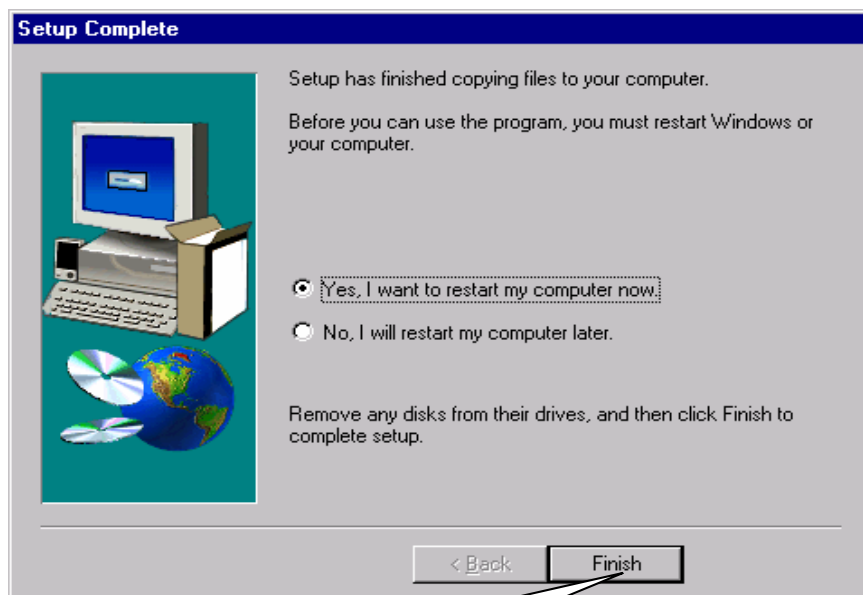 Setup Complete
Setup has finished copying files to your computer.
Before you can use the program, you must restart Windows or
your computer.
Yes, I want to restart my computer now.
No, I will restart my computer later.
Remove any disks from their drives, and then click Finish to
complete setup.
< Back
Finish